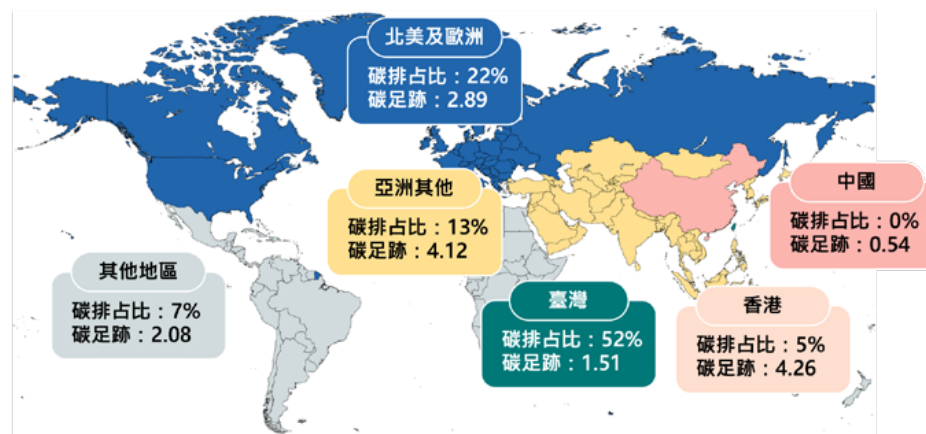 北美及歐洲
碳排占比：22%
碳足跡：2.89
亞洲其他
碳排占比：13%
碳足跡：4.12
中國
碳排占比：0%
碳足跡：0.54
其他地區
碳排占比：7%
碳足跡：2.08
臺灣
碳排占比：52%
碳足跡：1.51
香港
碳排占比：5%
碳足跡：4.26